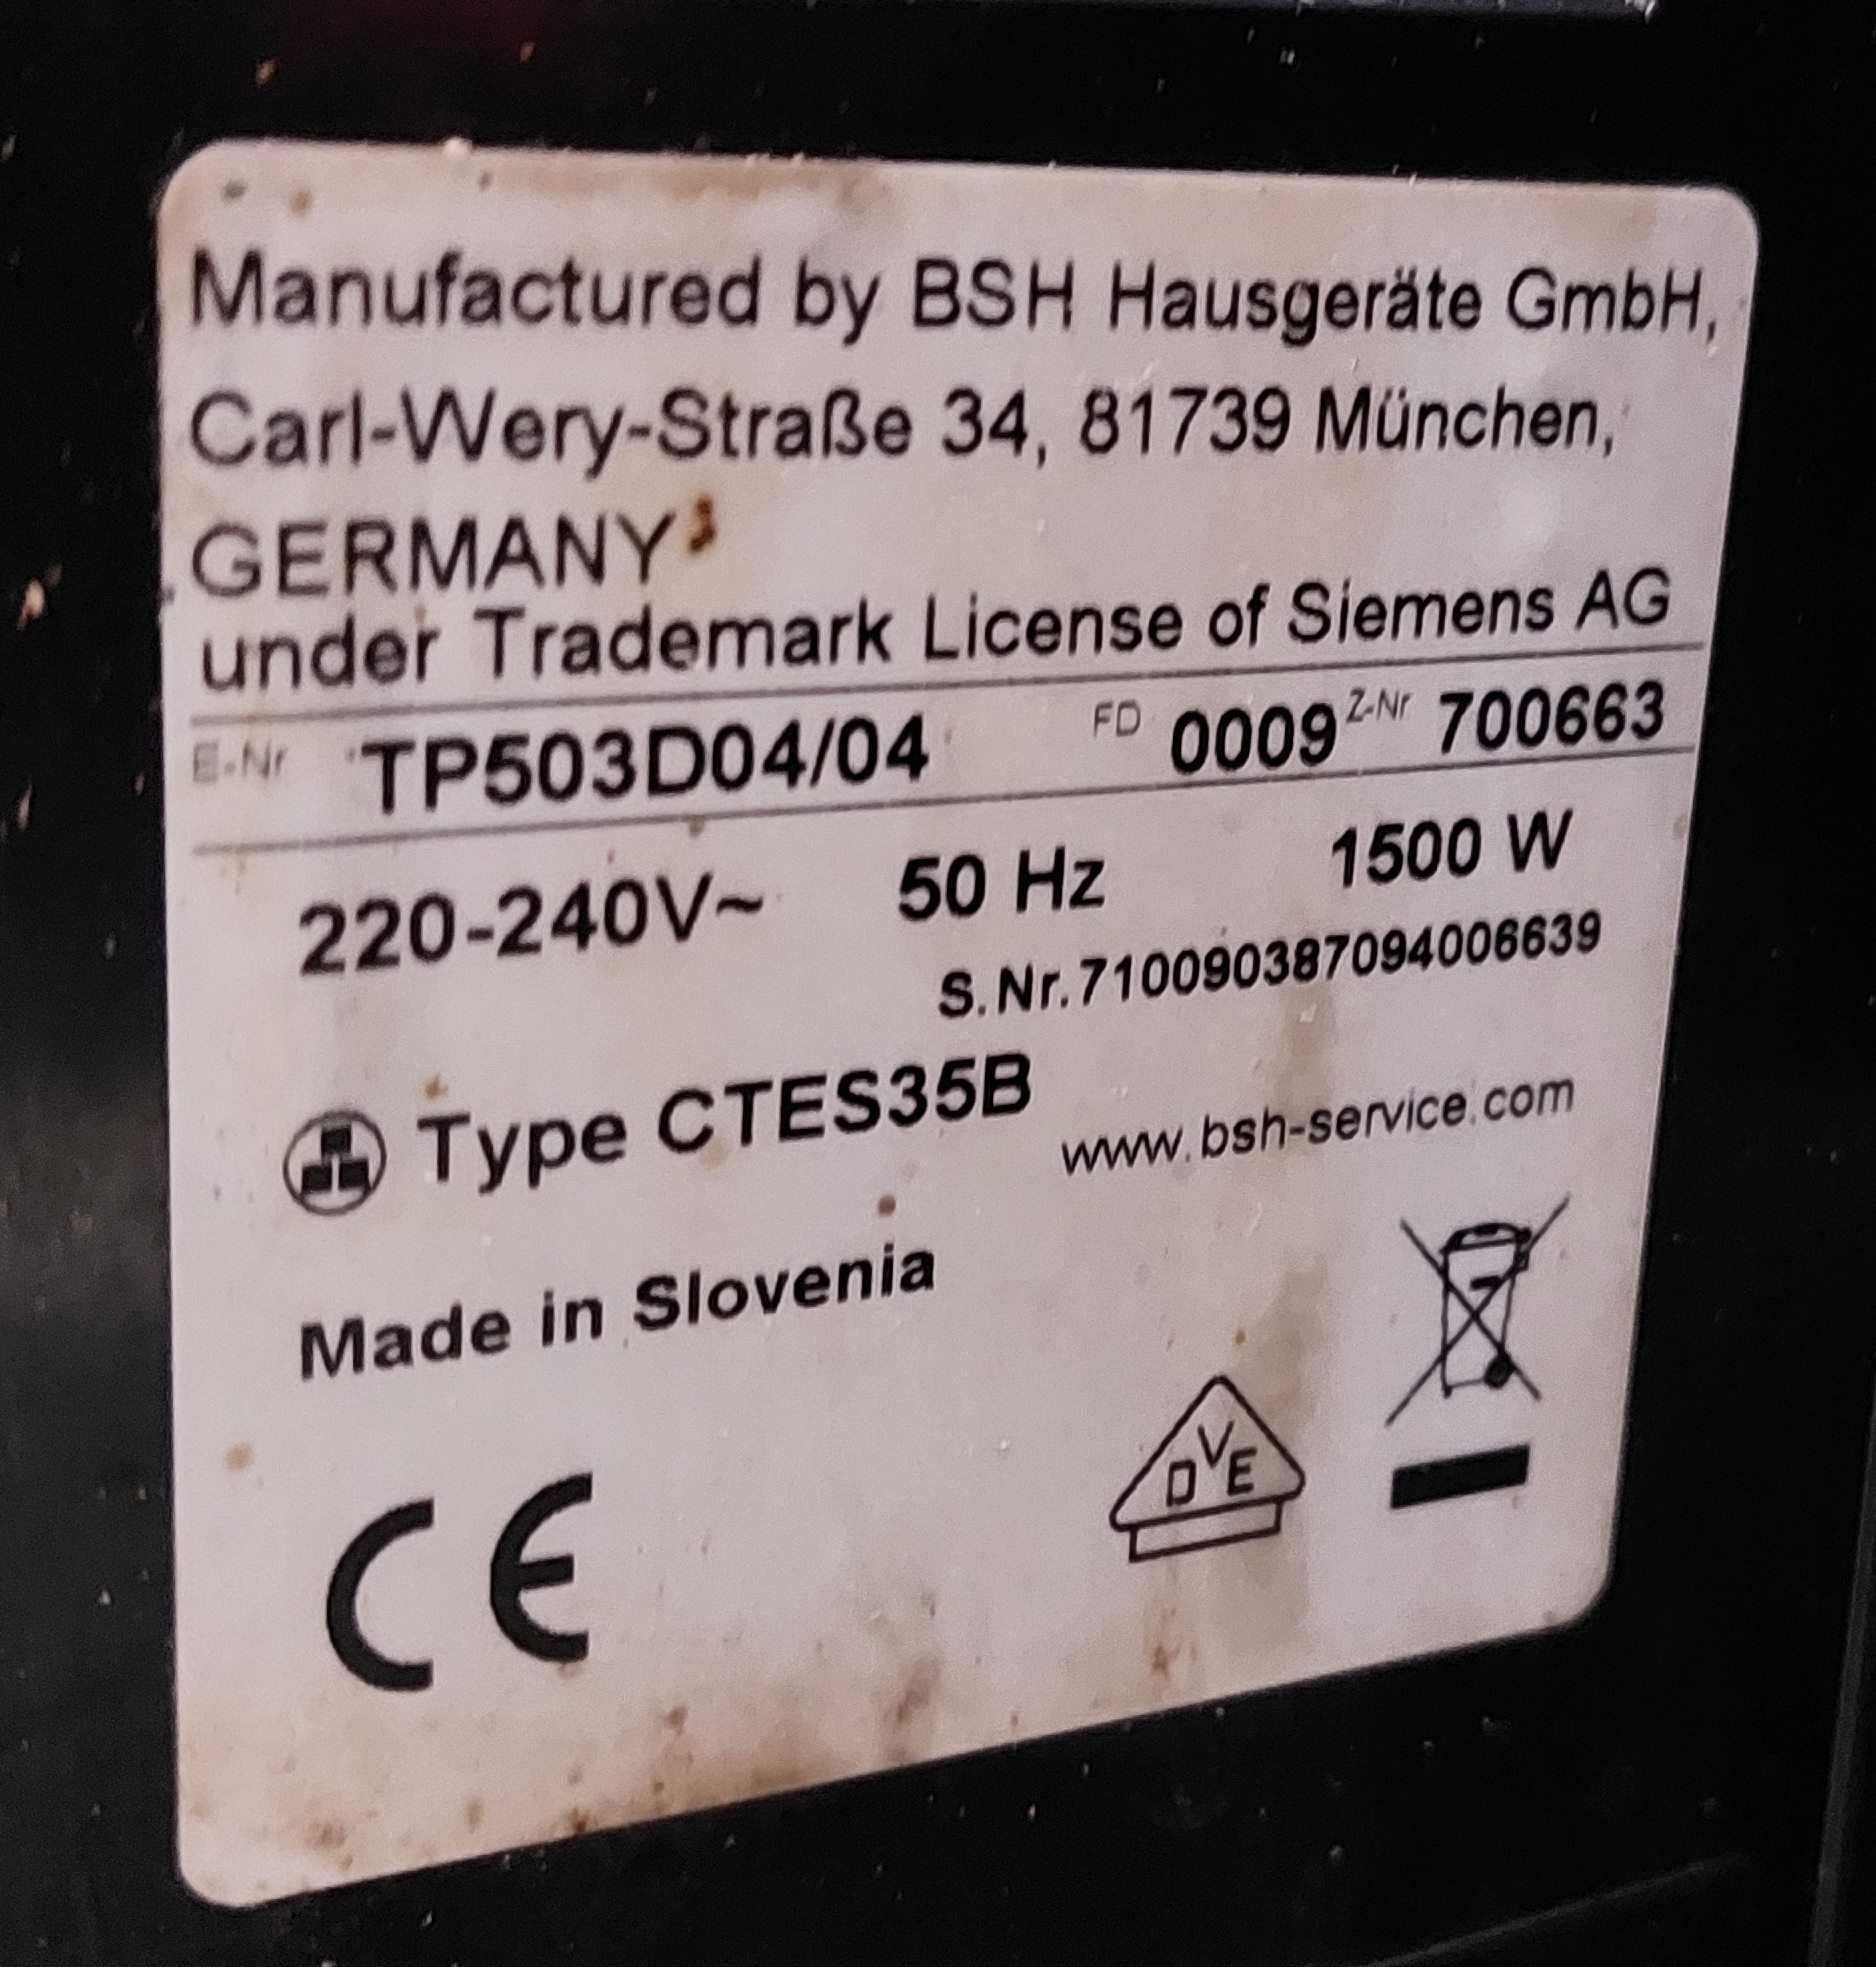 Manufactured by BSH Hausgeräte GmbH,
Carl-Wery-Straße 34, 81739 München,
GERMANY
under Trademark License of Siemens AG
E-Nr TP503D04/04 FD 0009 Z-Nr 700663
220-240V~ 50 Hz 1500 W
S.Nr.710090387094006639
Type CTES35B
www.bsh-service.com
Made in Slovenia
DVE
CE